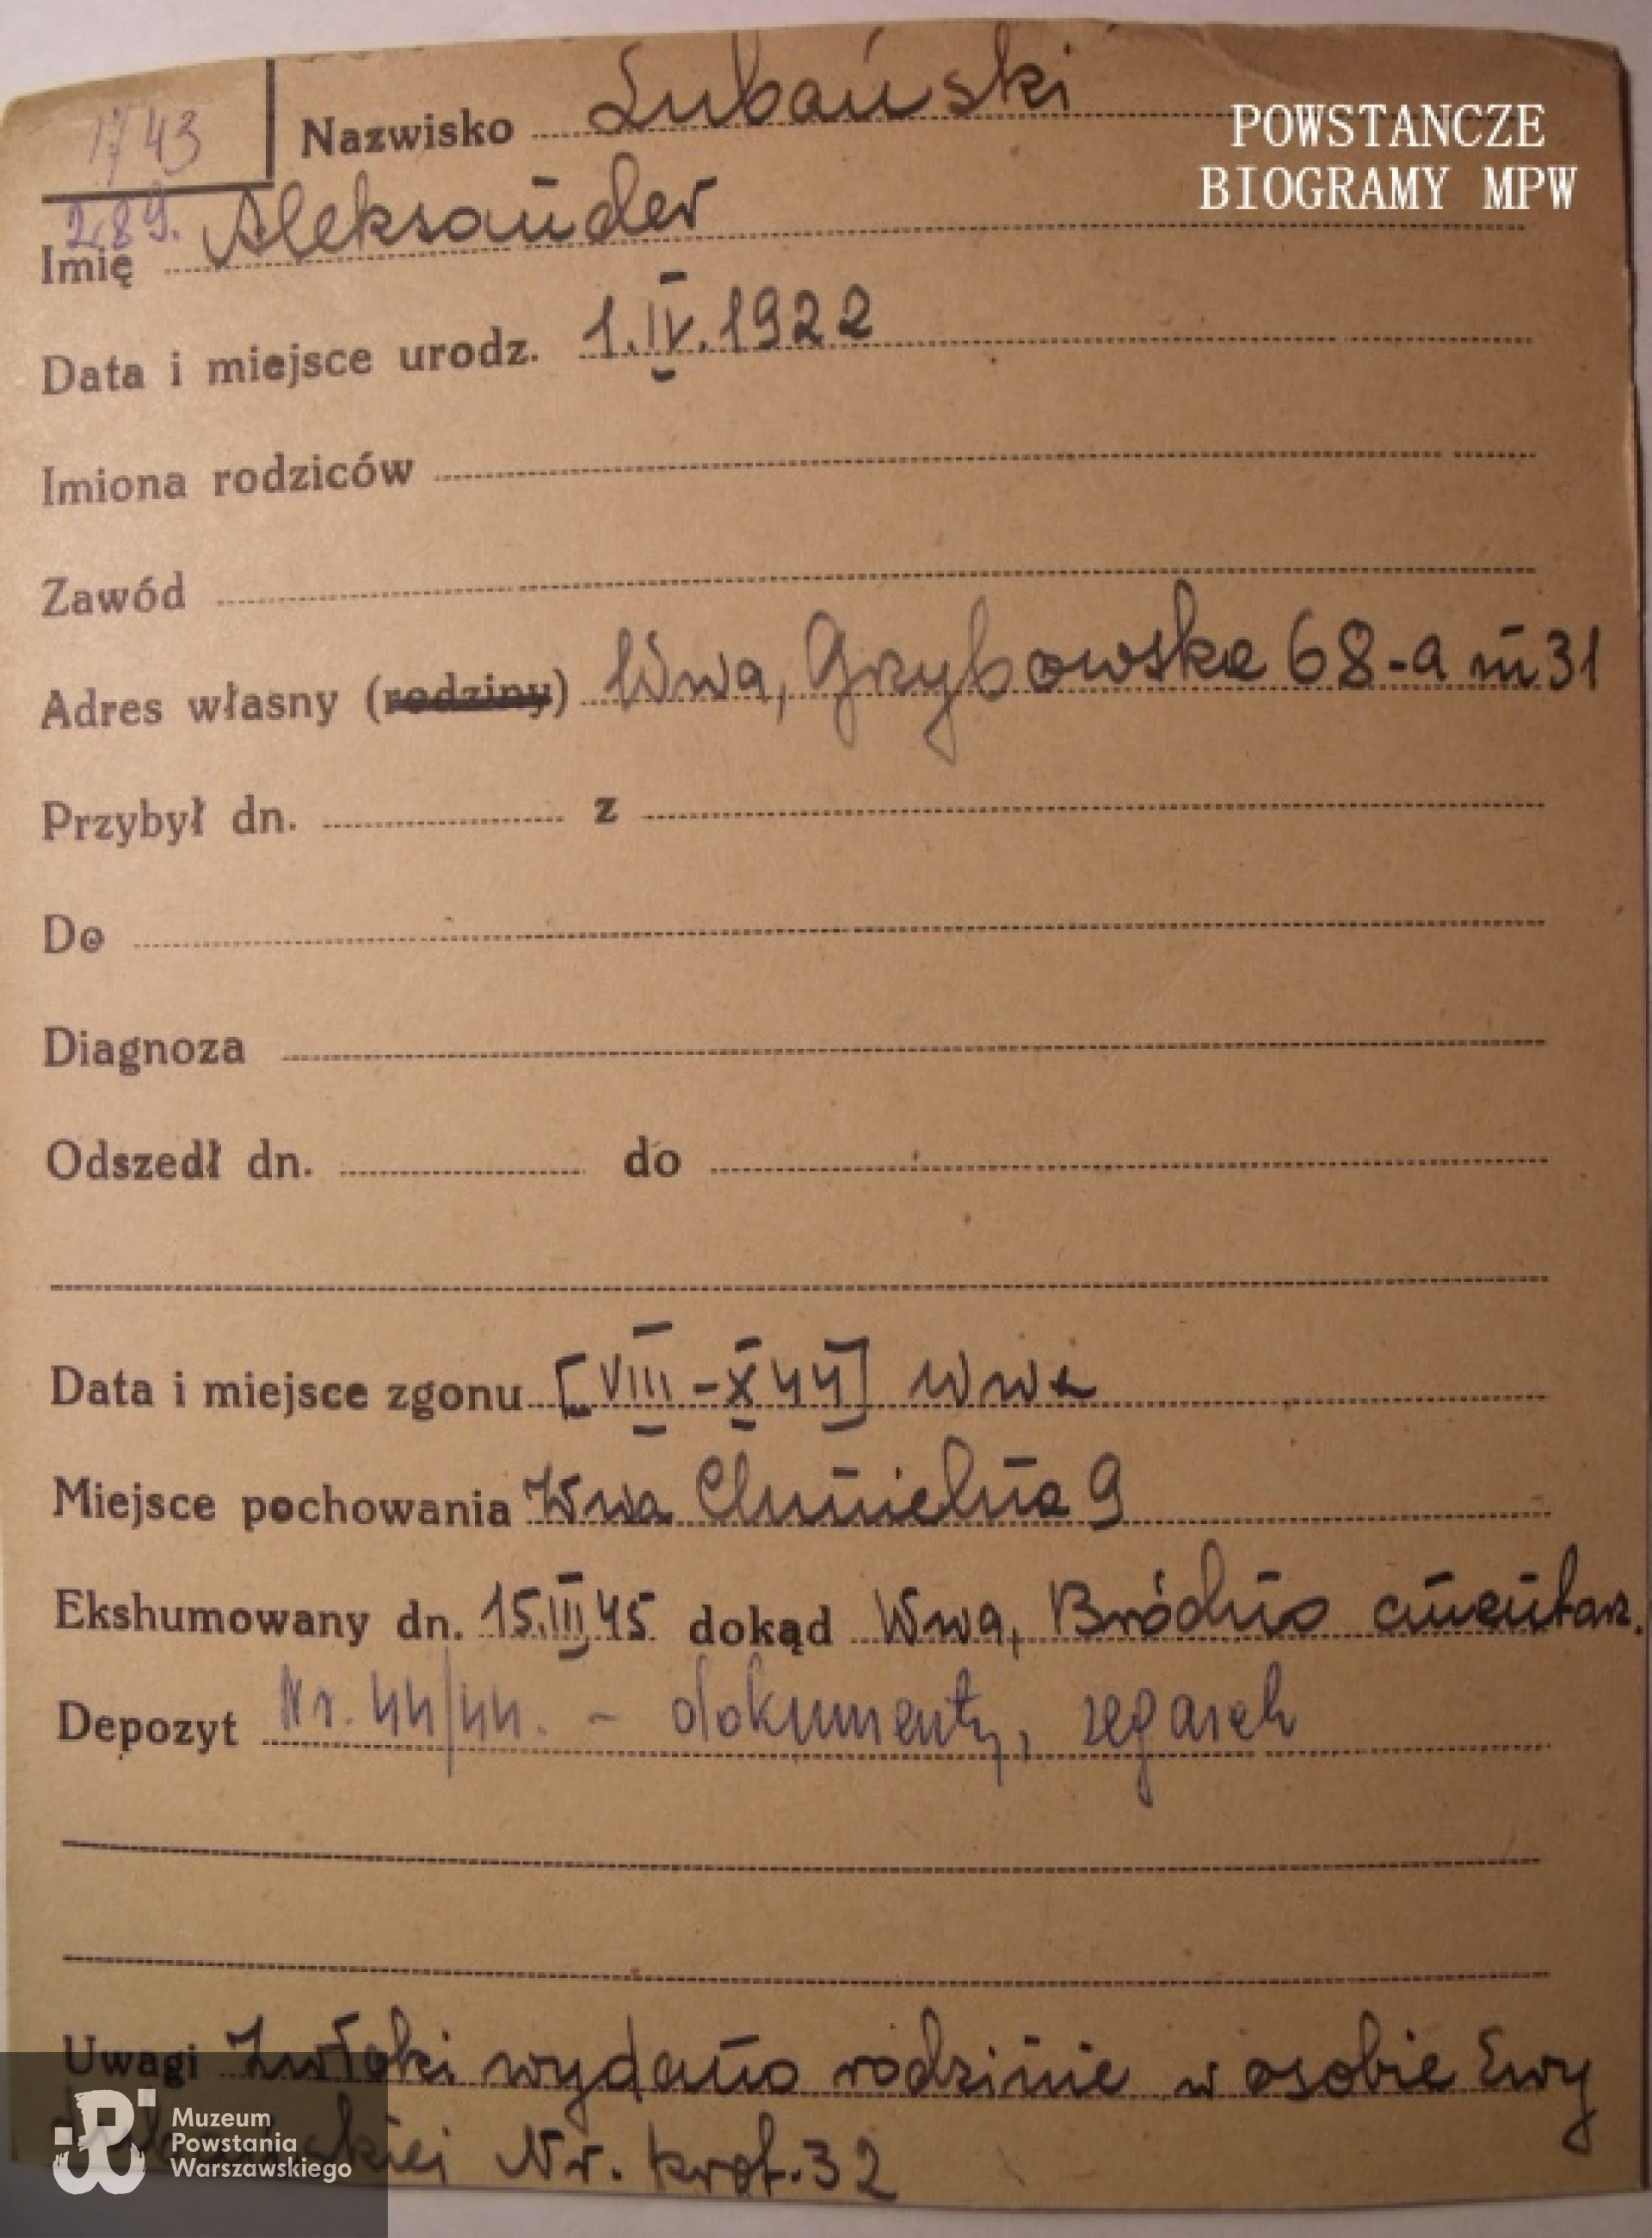 1743
Nazwisko Lubański
POWSTANCZE
BIOGRAMY MPW
289.
Imię Aleksander
Data i miejsce urodz. 1.IV.1922
Imiona rodziców
Zawód
Adres własny (rodziny) Wwa, Grzybowska 68-a m 31
Przybył dn. z
Do
Diagnoza
Odszedł dn. do
Data i miejsce zgonu [VIII-X 44] Wwa
Miejsce pochowania Wwa Chmielna 9
Ekshumowany dn. 15.III.45 dokąd Wwa, Bródno cmentarz.
Depozyt Nr. 44/44. - dokumenty, zegarek
Uwagi Zwłoki wydano rodzinie w osobie Ewy
Nr. krot. 32
Muzeum
Powstania
Warszawskiego